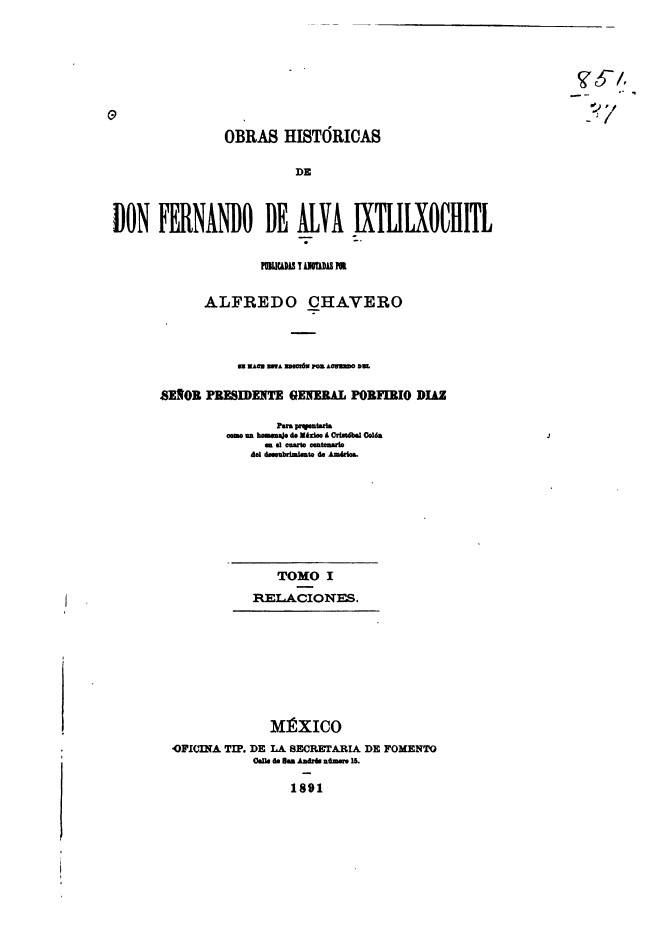 851.
37
OBRAS HISTÓRICAS
DE
DON FERNANDO DE ALVA IXTLILXOCHITL
PUBLICADAS Y ANOTADAS POR
ALFREDO CHAVERO
SE HACE ESTA EDICIÓN POR ACUERDO DEL
SEÑOR PRESIDENTE GENERAL PORFIRIO DIAZ
Para presentarla
como un homenaje de México á Cristóbal Colón
en el cuarto centenario
del descubrimiento de América.
TOMO I
RELACIONES.
MÉXICO
OFICINA TIP. DE LA SECRETARIA DE FOMENTO
Calle de San Andrés número 15.
1891